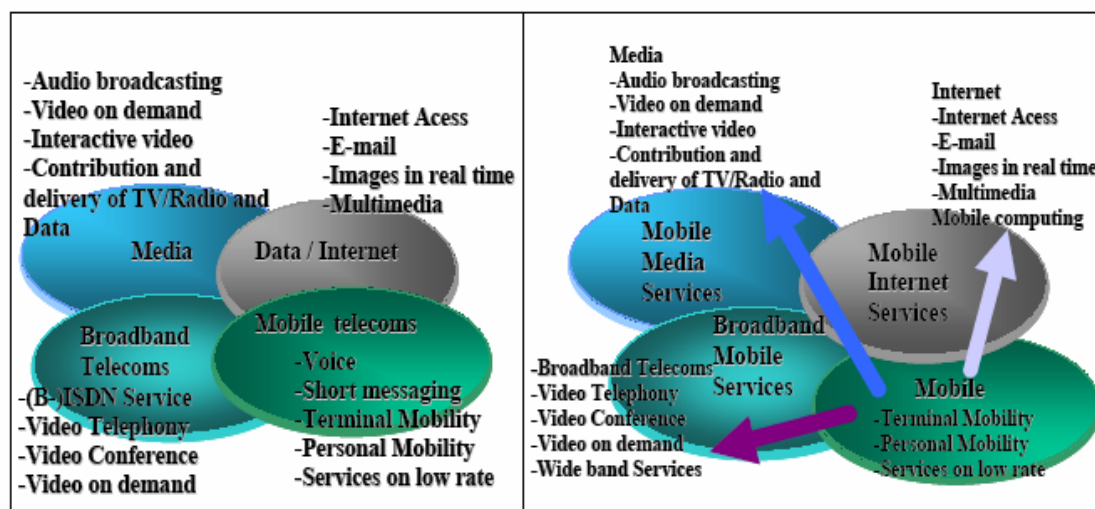 -Audio broadcasting
-Video on demand
-Interactive video
-Contribution and
delivery of TV/Radio and
Data
-Internet Acess
-E-mail
-Images in real time
-Multimedia
Media
Data / Internet
Broadband
Telecoms
-(B-)ISDN Service
-Video Telephony
-Video Conference
-Video on demand
Mobile telecoms
-Voice
-Short messaging
-Terminal Mobility
-Personal Mobility
-Services on low rate
Media
-Audio broadcasting
-Video on demand
-Interactive video
-Contribution and
delivery of TV/Radio and
Data
Internet
-Internet Acess
-E-mail
-Images in real time
-Multimedia
Mobile computing
Mobile
Media
Services
Mobile
Internet
Services
Broadband
Mobile
Services
-Broadband Telecoms
-Video Telephony
-Video Conference
-Video on demand
-Wide band Services
Mobile
-Terminal Mobility
-Personal Mobility
-Services on low rate